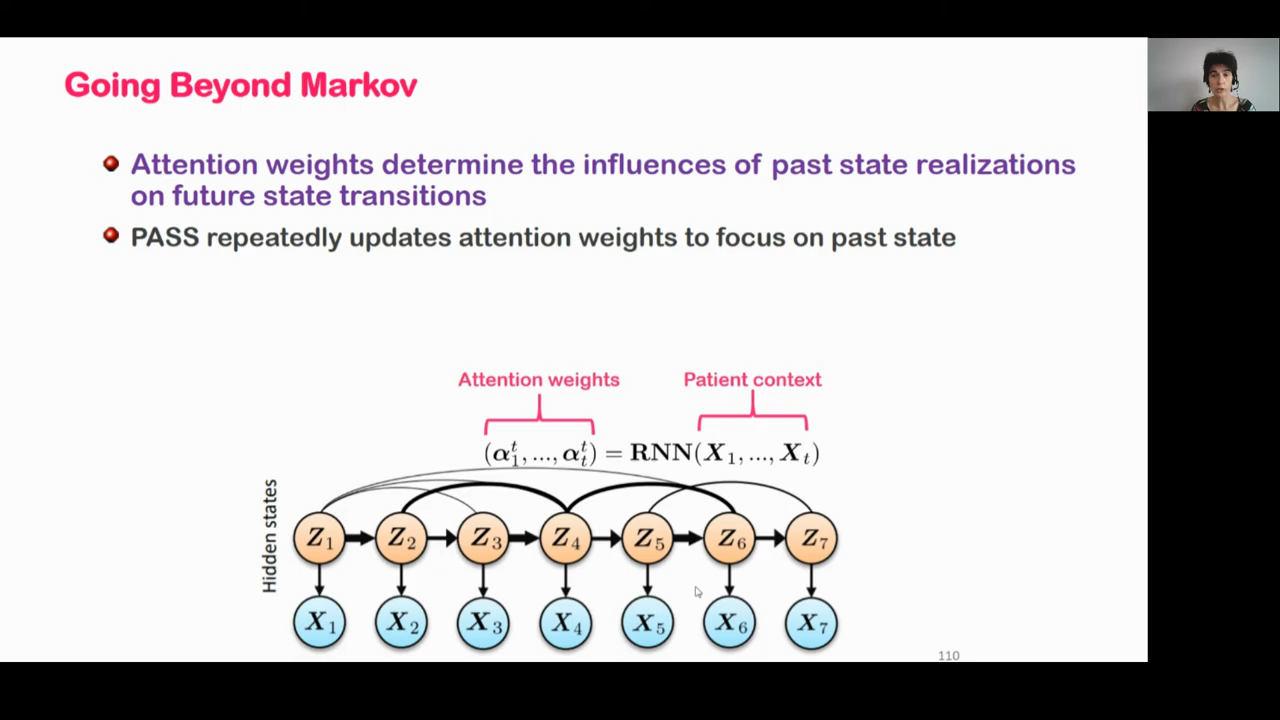 Going Beyond Markov
Attention weights determine the influences of past state realizations
on future state transitions
PASS repeatedly updates attention weights to focus on past state
Attention weights Patient context
(α₁ᵗ, ..., αₜᵗ) = RNN(X₁, ..., Xₜ)
Hidden states
Z₁ Z₂ Z₃ Z₄ Z₅ Z₆ Z₇
X₁ X₂ X₃ X₄ X₅ X₆ X₇
110